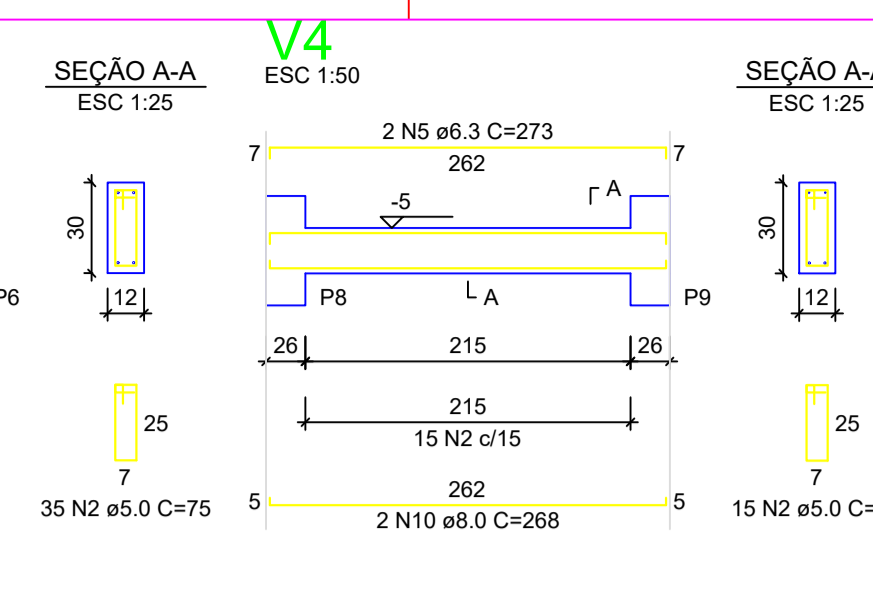 V4
ESC 1:50
SEÇÃO A-A
ESC 1:25
30
12
25
7
35 N2 ø5.0 C=75
P6
2 N5 ø6.3 C=273
7
262
7
-5
A
A
P8
P9
26
215
26
215
15 N2 c/15
5
262
5
2 N10 ø8.0 C=268
SEÇÃO A-A
ESC 1:25
30
12
25
7
15 N2 ø5.0 C=